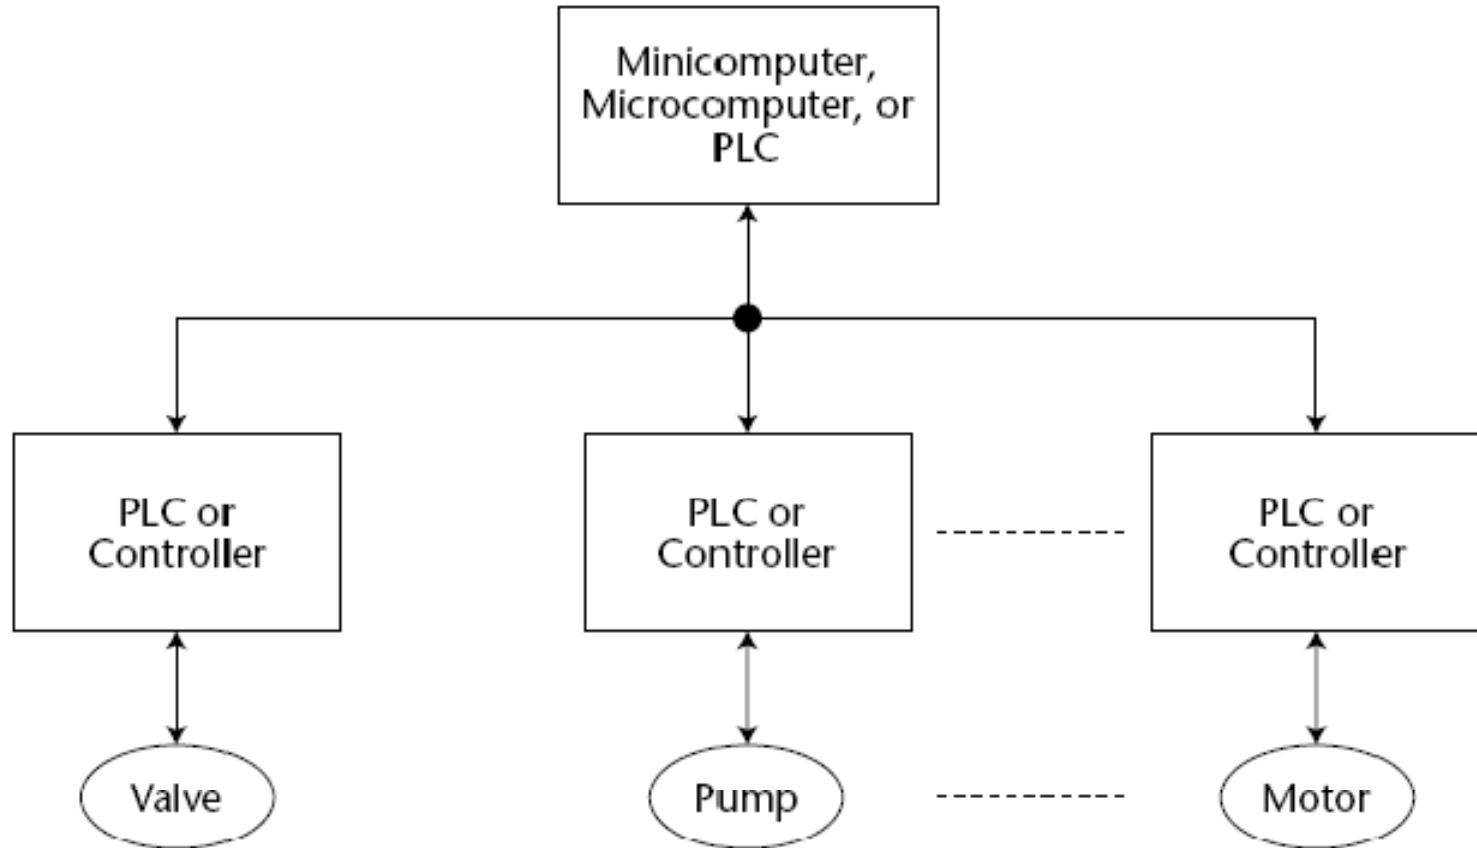 Minicomputer,
Microcomputer, or
PLC
PLC or
Controller
PLC or
Controller
PLC or
Controller
Valve
Pump
Motor